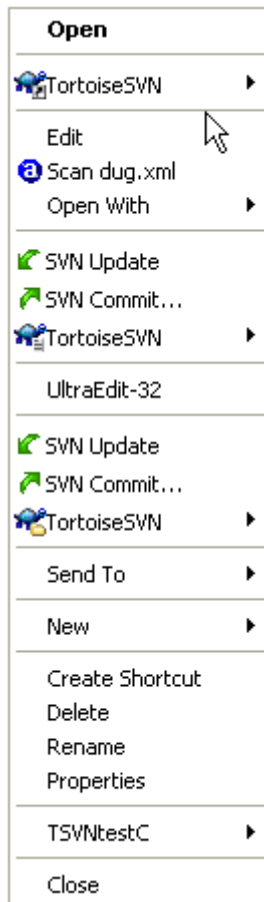 Open
TortoiseSVN
Edit
Scan dug.xml
Open With
SVN Update
SVN Commit...
TortoiseSVN
UltraEdit-32
SVN Update
SVN Commit...
TortoiseSVN
Send To
New
Create Shortcut
Delete
Rename
Properties
TSVNtestC
Close